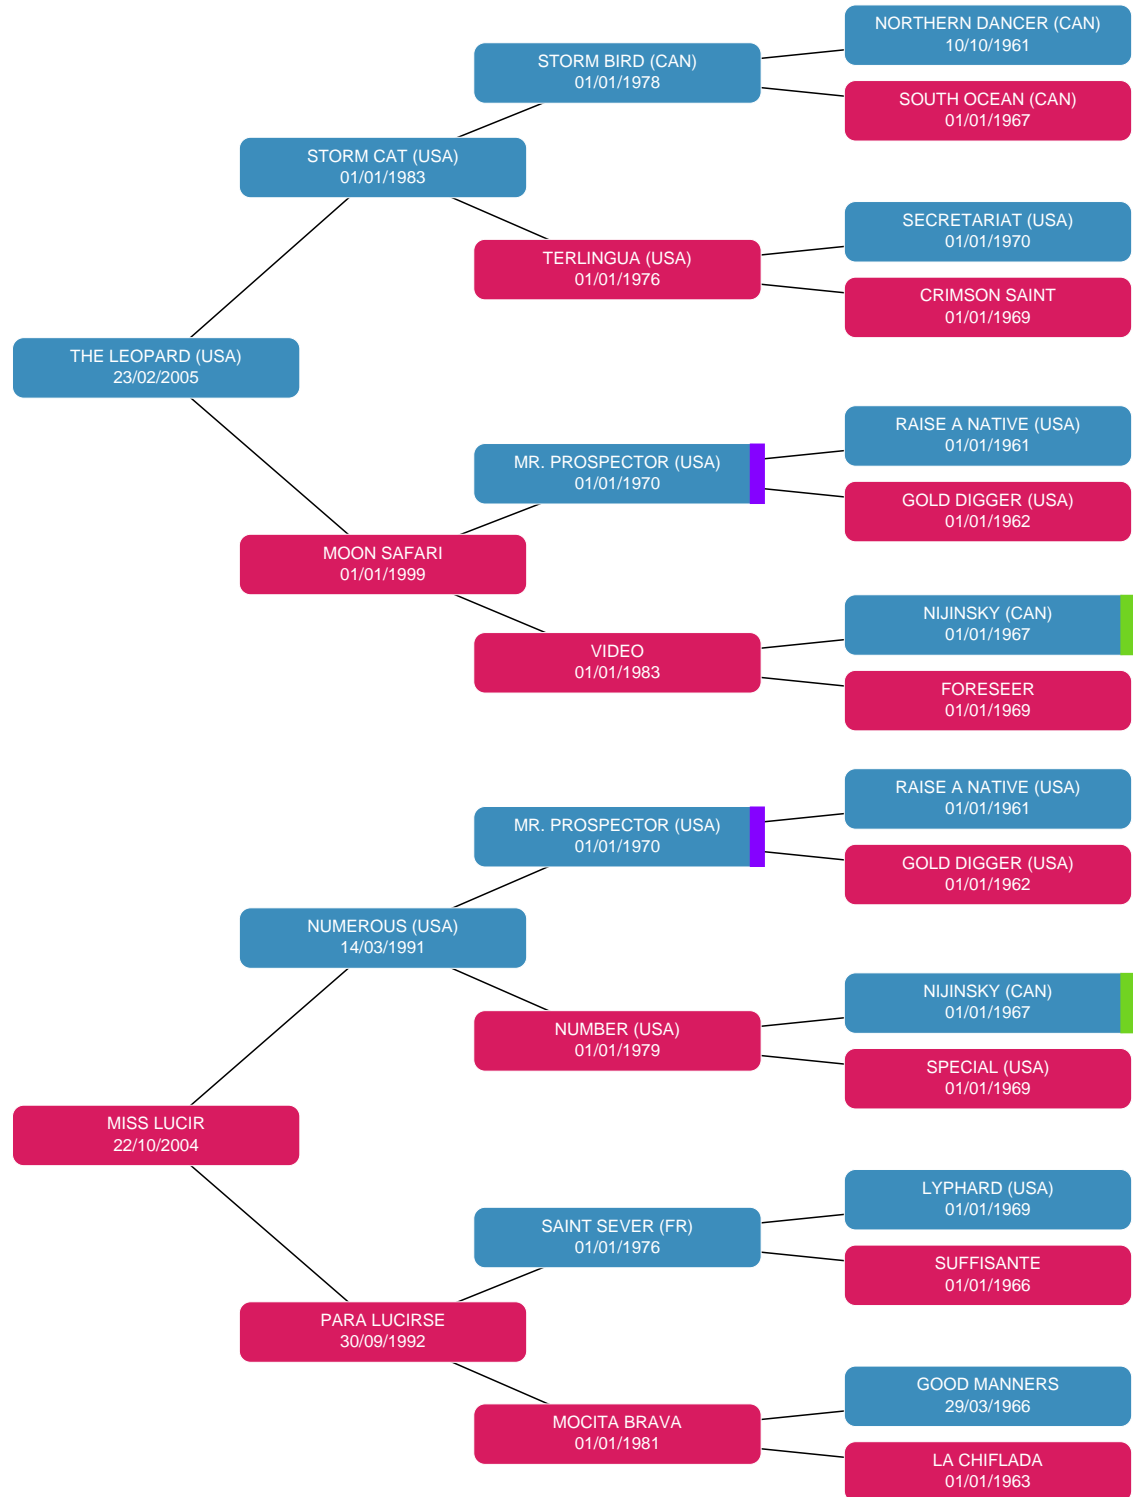 NORTHERN DANCER (CAN)
10/10/1961
STORM BIRD (CAN)
01/01/1978
SOUTH OCEAN (CAN)
01/01/1967
STORM CAT (USA)
01/01/1983
SECRETARIAT (USA)
01/01/1970
TERLINGUA (USA)
01/01/1976
CRIMSON SAINT
01/01/1969
THE LEOPARD (USA)
23/02/2005
RAISE A NATIVE (USA)
01/01/1961
MR. PROSPECTOR (USA)
01/01/1970
GOLD DIGGER (USA)
01/01/1962
MOON SAFARI
01/01/1999
NIJINSKY (CAN)
01/01/1967
VIDEO
01/01/1983
FORESEER
01/01/1969
RAISE A NATIVE (USA)
01/01/1961
MR. PROSPECTOR (USA)
01/01/1970
GOLD DIGGER (USA)
01/01/1962
NUMEROUS (USA)
14/03/1991
NIJINSKY (CAN)
01/01/1967
NUMBER (USA)
01/01/1979
SPECIAL (USA)
01/01/1969
MISS LUCIR
22/10/2004
LYPHARD (USA)
01/01/1969
SAINT SEVER (FR)
01/01/1976
SUFFISANTE
01/01/1966
PARA LUCIRSE
30/09/1992
GOOD MANNERS
29/03/1966
MOCITA BRAVA
01/01/1981
LA CHIFLADA
01/01/1963